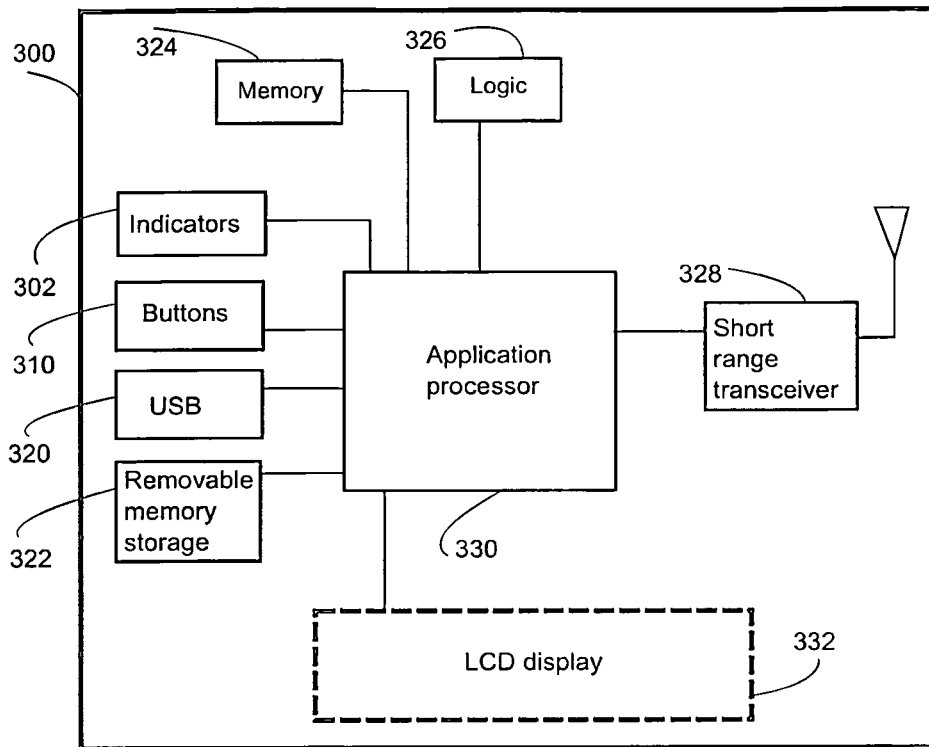 300
324
326
Memory
Logic
Indicators
302
328
Buttons
310
Application
processor
Short
range
transceiver
USB
320
Removable
memory
storage
322
330
LCD display
332